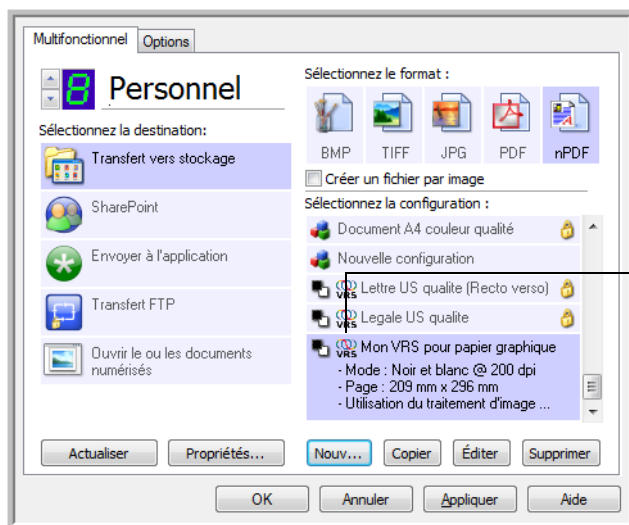 Multifonctionnel
Options
8
Personnel
Sélectionnez la destination:
Transfert vers stockage
SharePoint
Envoyer à l'application
Transfert FTP
Ouvrir le ou les documents
numérisés
Actualiser
Propriétés...
Sélectionnez le format :
BMP
TIFF
JPG
PDF
nPDF
Créer un fichier par image
Sélectionnez la configuration :
Document A4 couleur qualité
Nouvelle configuration
VRS Lettre US qualite (Recto verso)
VRS Legale US qualite
VRS Mon VRS pour papier graphique
- Mode : Noir et blanc @ 200 dpi
- Page : 209 mm x 296 mm
- Utilisation du traitement d'image ...
Nouv...
Copier
Éditer
Supprimer
OK
Annuler
Appliquer
Aide